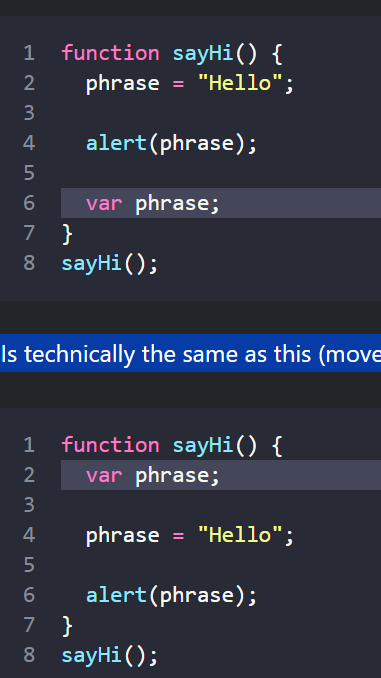 1 function sayHi() {
2   phrase = "Hello";
3
4   alert(phrase);
5
6   var phrase;
7 }
8 sayHi();
Is technically the same as this (move
1 function sayHi() {
2   var phrase;
3
4   phrase = "Hello";
5
6   alert(phrase);
7 }
8 sayHi();